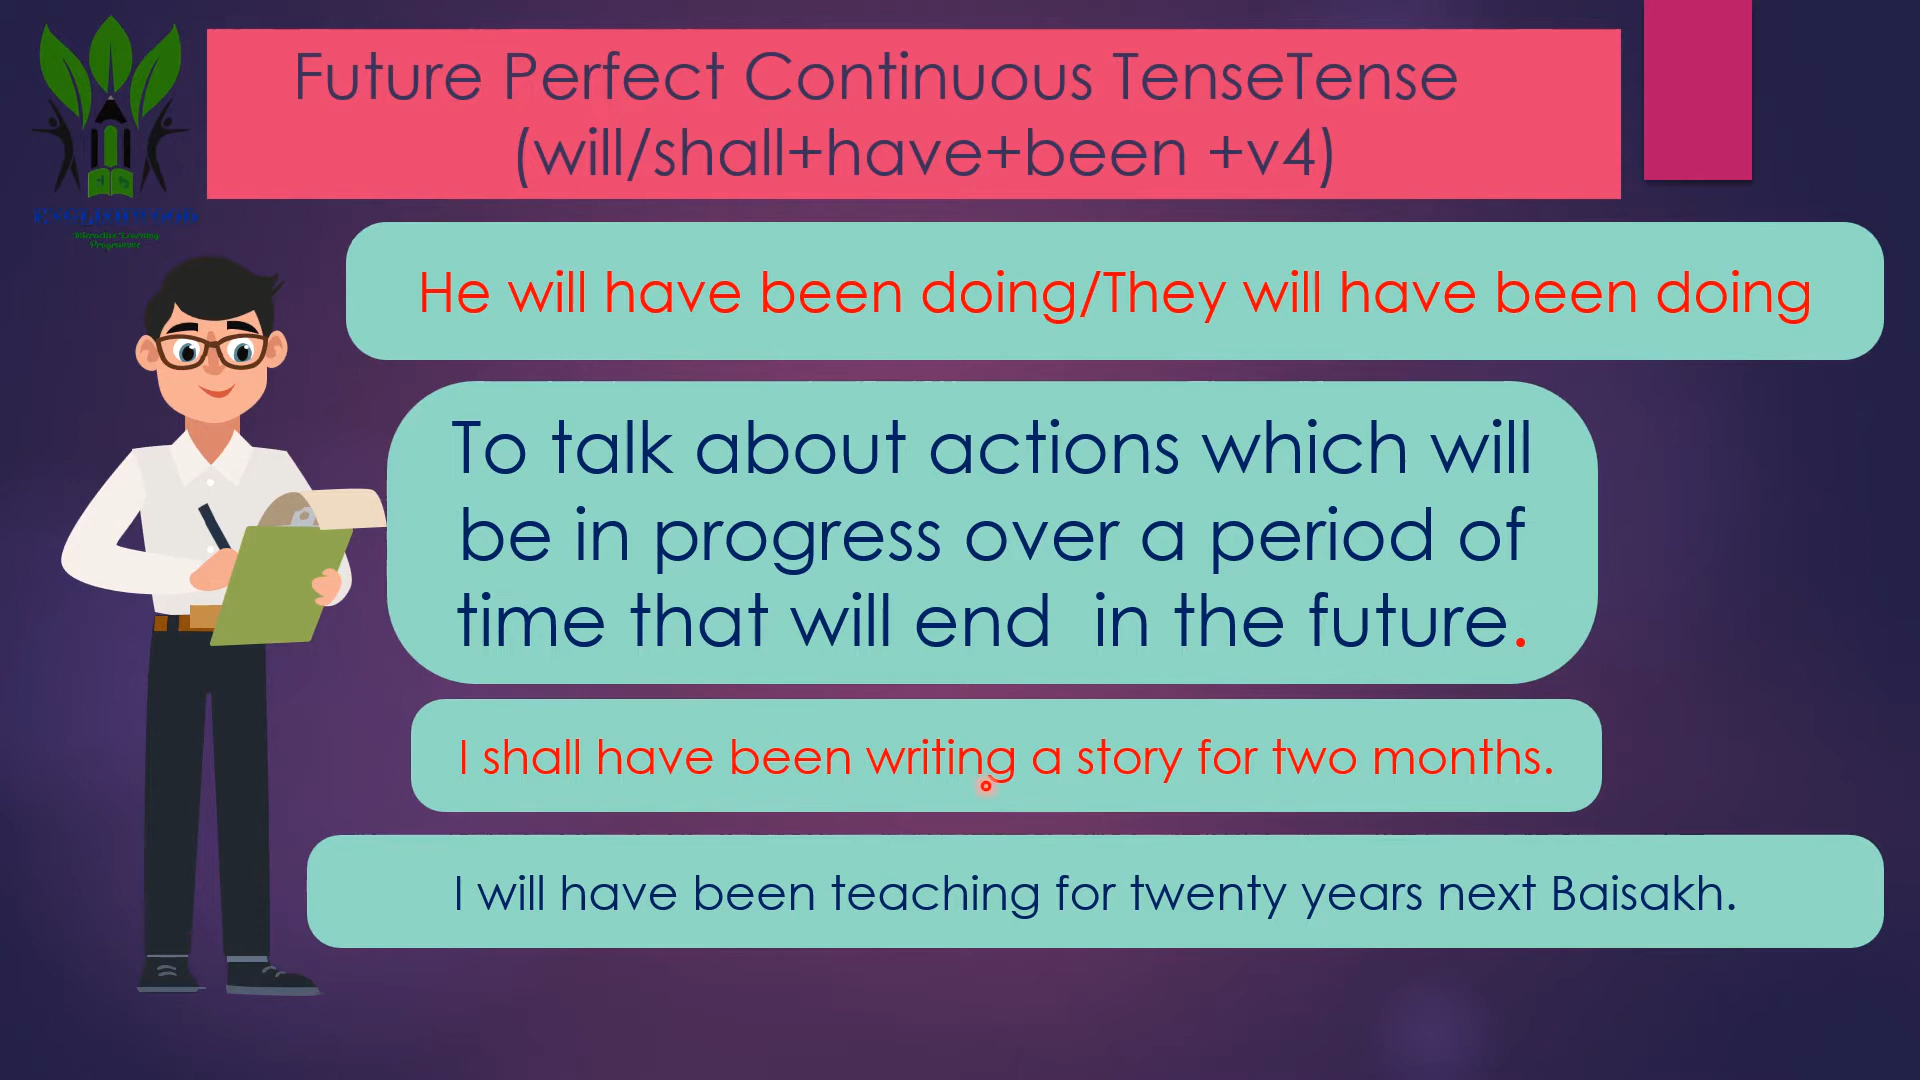 Future Perfect Continuous TenseTense
(will/shall+have+been +v4)
He will have been doing/They will have been doing
To talk about actions which will
be in progress over a period of
time that will end in the future.
I shall have been writing a story for two months.
I will have been teaching for twenty years next Baisakh.
Programme